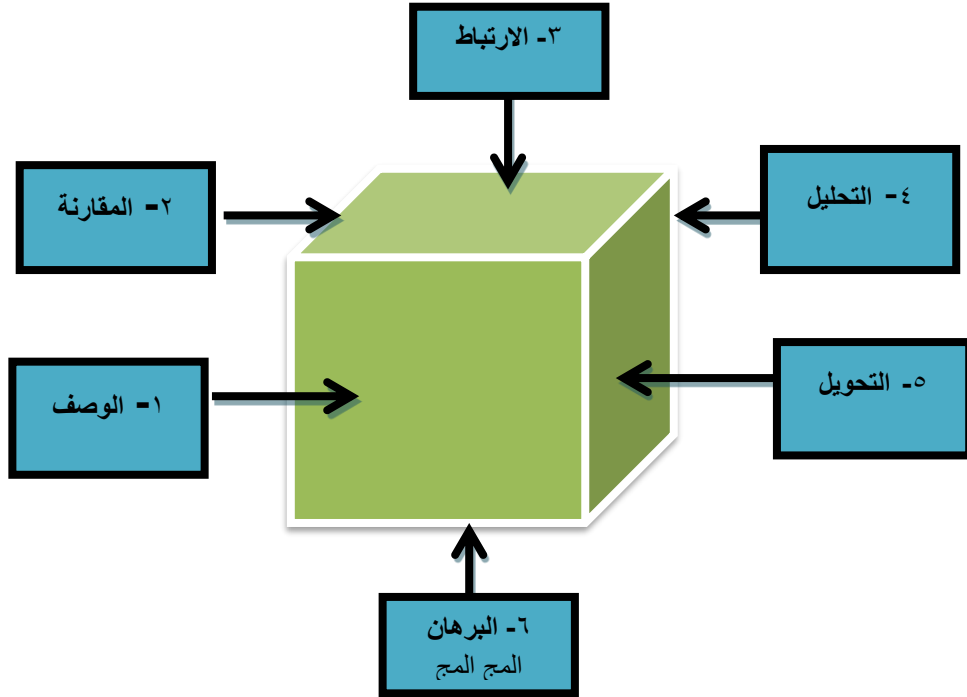 ٣- الارتباط
٢- المقارنة
٤- التحليل
١- الوصف
٥- التحويل
٦- البرهان
المج المج